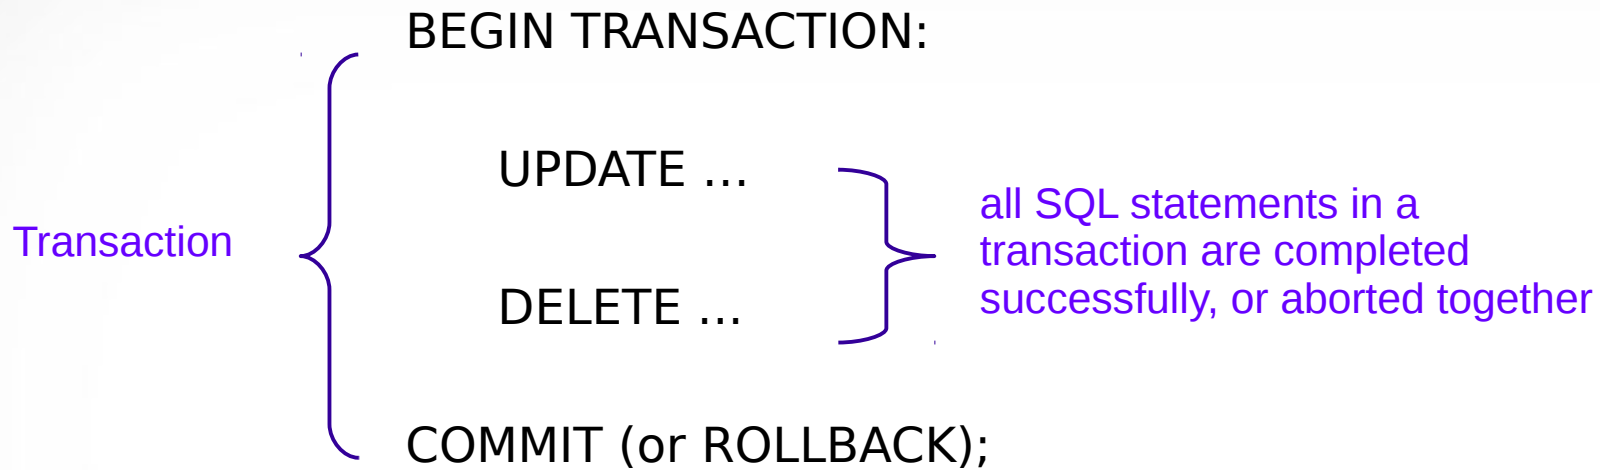 BEGIN TRANSACTION:
UPDATE ...
Transaction
DELETE ...
all SQL statements in a
transaction are completed
successfully, or aborted together
COMMIT (or ROLLBACK);